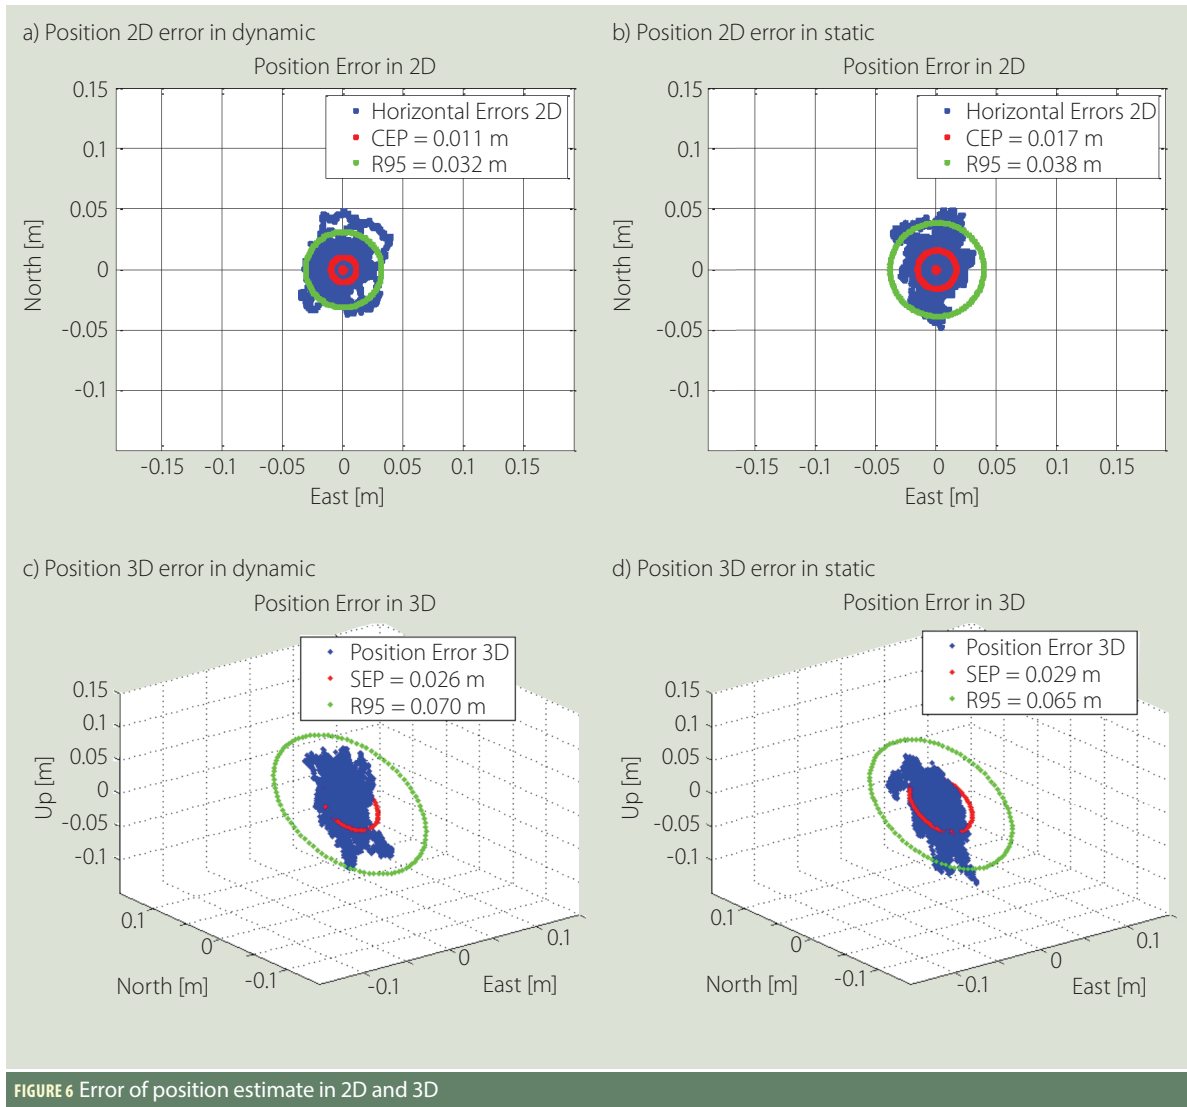 a) Position 2D error in dynamic
Position Error in 2D
Horizontal Errors 2D
CEP = 0.011 m
R95 = 0.032 m
0.15
0.1
0.05
0
-0.05
-0.1
North [m]
-0.15 -0.1 -0.05 0 0.05 0.1 0.15
East [m]
b) Position 2D error in static
Position Error in 2D
Horizontal Errors 2D
CEP = 0.017 m
R95 = 0.038 m
0.15
0.1
0.05
0
-0.05
-0.1
North [m]
-0.15 -0.1 -0.05 0 0.05 0.1 0.15
East [m]
c) Position 3D error in dynamic
Position Error in 3D
Position Error 3D
SEP = 0.026 m
R95 = 0.070 m
0.15
0.1
0.05
0
-0.05
-0.1
Up [m]
0.1
0
-0.1
North [m]
-0.1
0
0.1
East [m]
d) Position 3D error in static
Position Error in 3D
Position Error 3D
SEP = 0.029 m
R95 = 0.065 m
0.15
0.1
0.05
0
-0.05
-0.1
Up [m]
0.1
0
-0.1
North [m]
-0.1
0
0.1
East [m]
FIGURE 6 Error of position estimate in 2D and 3D